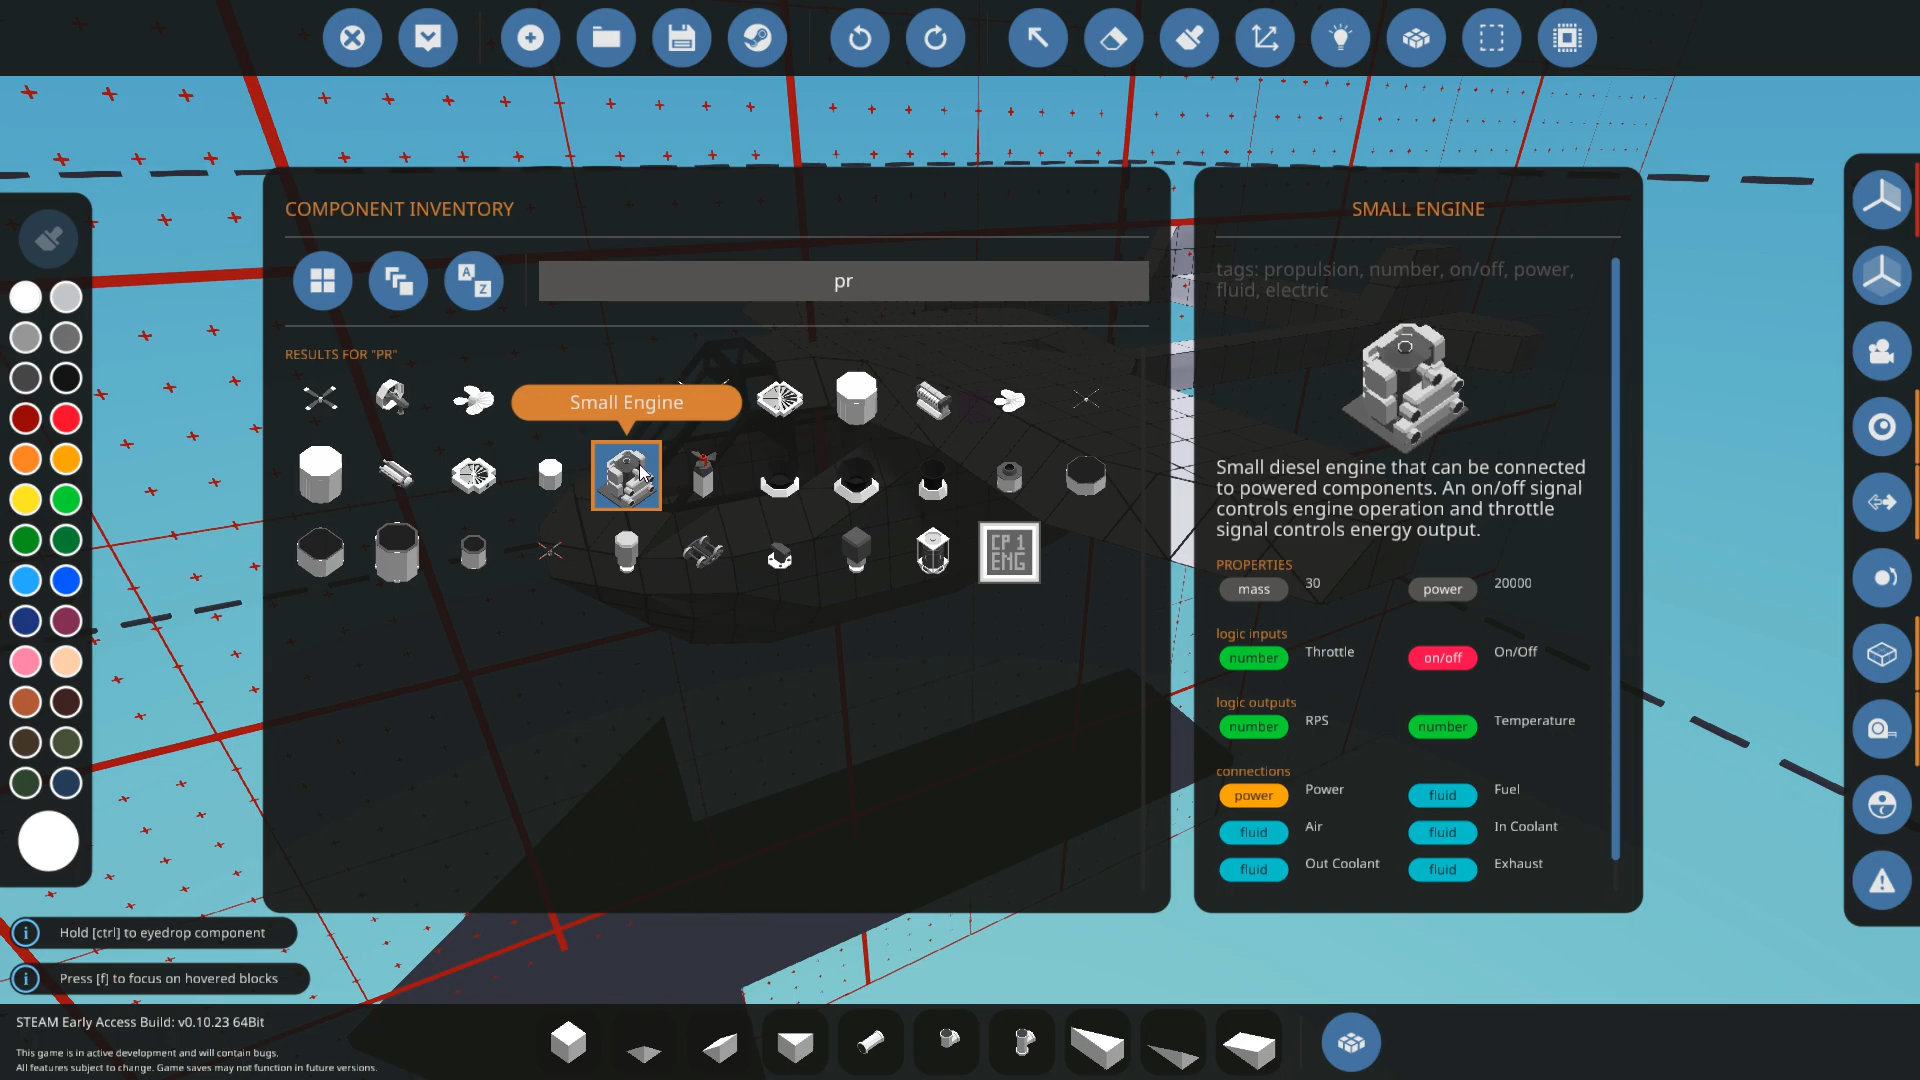 COMPONENT INVENTORY
A
Z
pr
RESULTS FOR "PR"
Small Engine
CP 1
ENG
SMALL ENGINE
tags: propulsion, number, on/off, power,
fluid, electric
Small diesel engine that can be connected
to powered components. An on/off signal
controls engine operation and throttle
signal controls energy output.
PROPERTIES
mass 30 power 20000
logic inputs
number Throttle on/off On/Off
logic outputs
number RPS number Temperature
connections
power Power fluid Fuel
fluid Air fluid In Coolant
fluid Out Coolant fluid Exhaust
Hold [ctrl] to eyedrop component
Press [f] to focus on hovered blocks
STEAM Early Access Build: v0.10.23 64Bit
This game is in active development and will contain bugs.
All features subject to change. Game saves may not function in future versions.